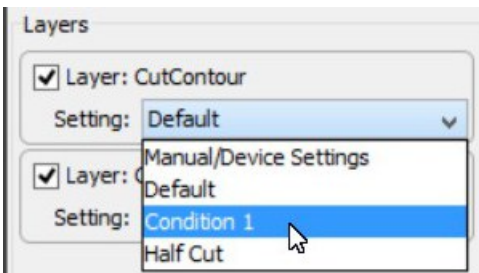 Layers
Layer: CutContour
Setting: Default
Manual/Device Settings
Layer: 
Default
Setting: Condition 1
Half Cut